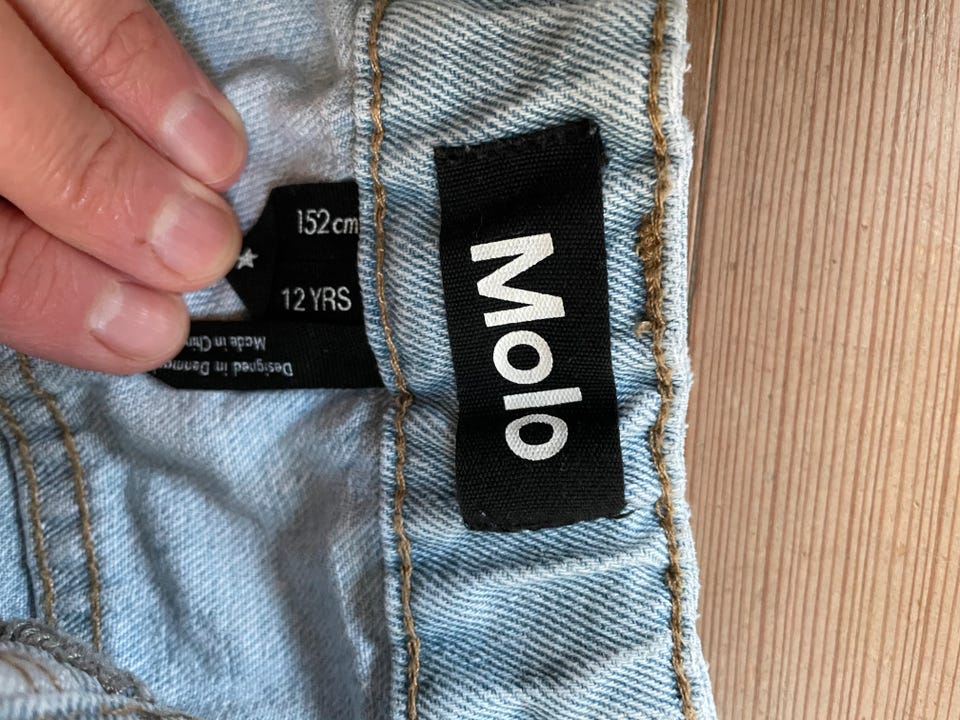 152cm
12 YRS
Designed in
Made in
Molo